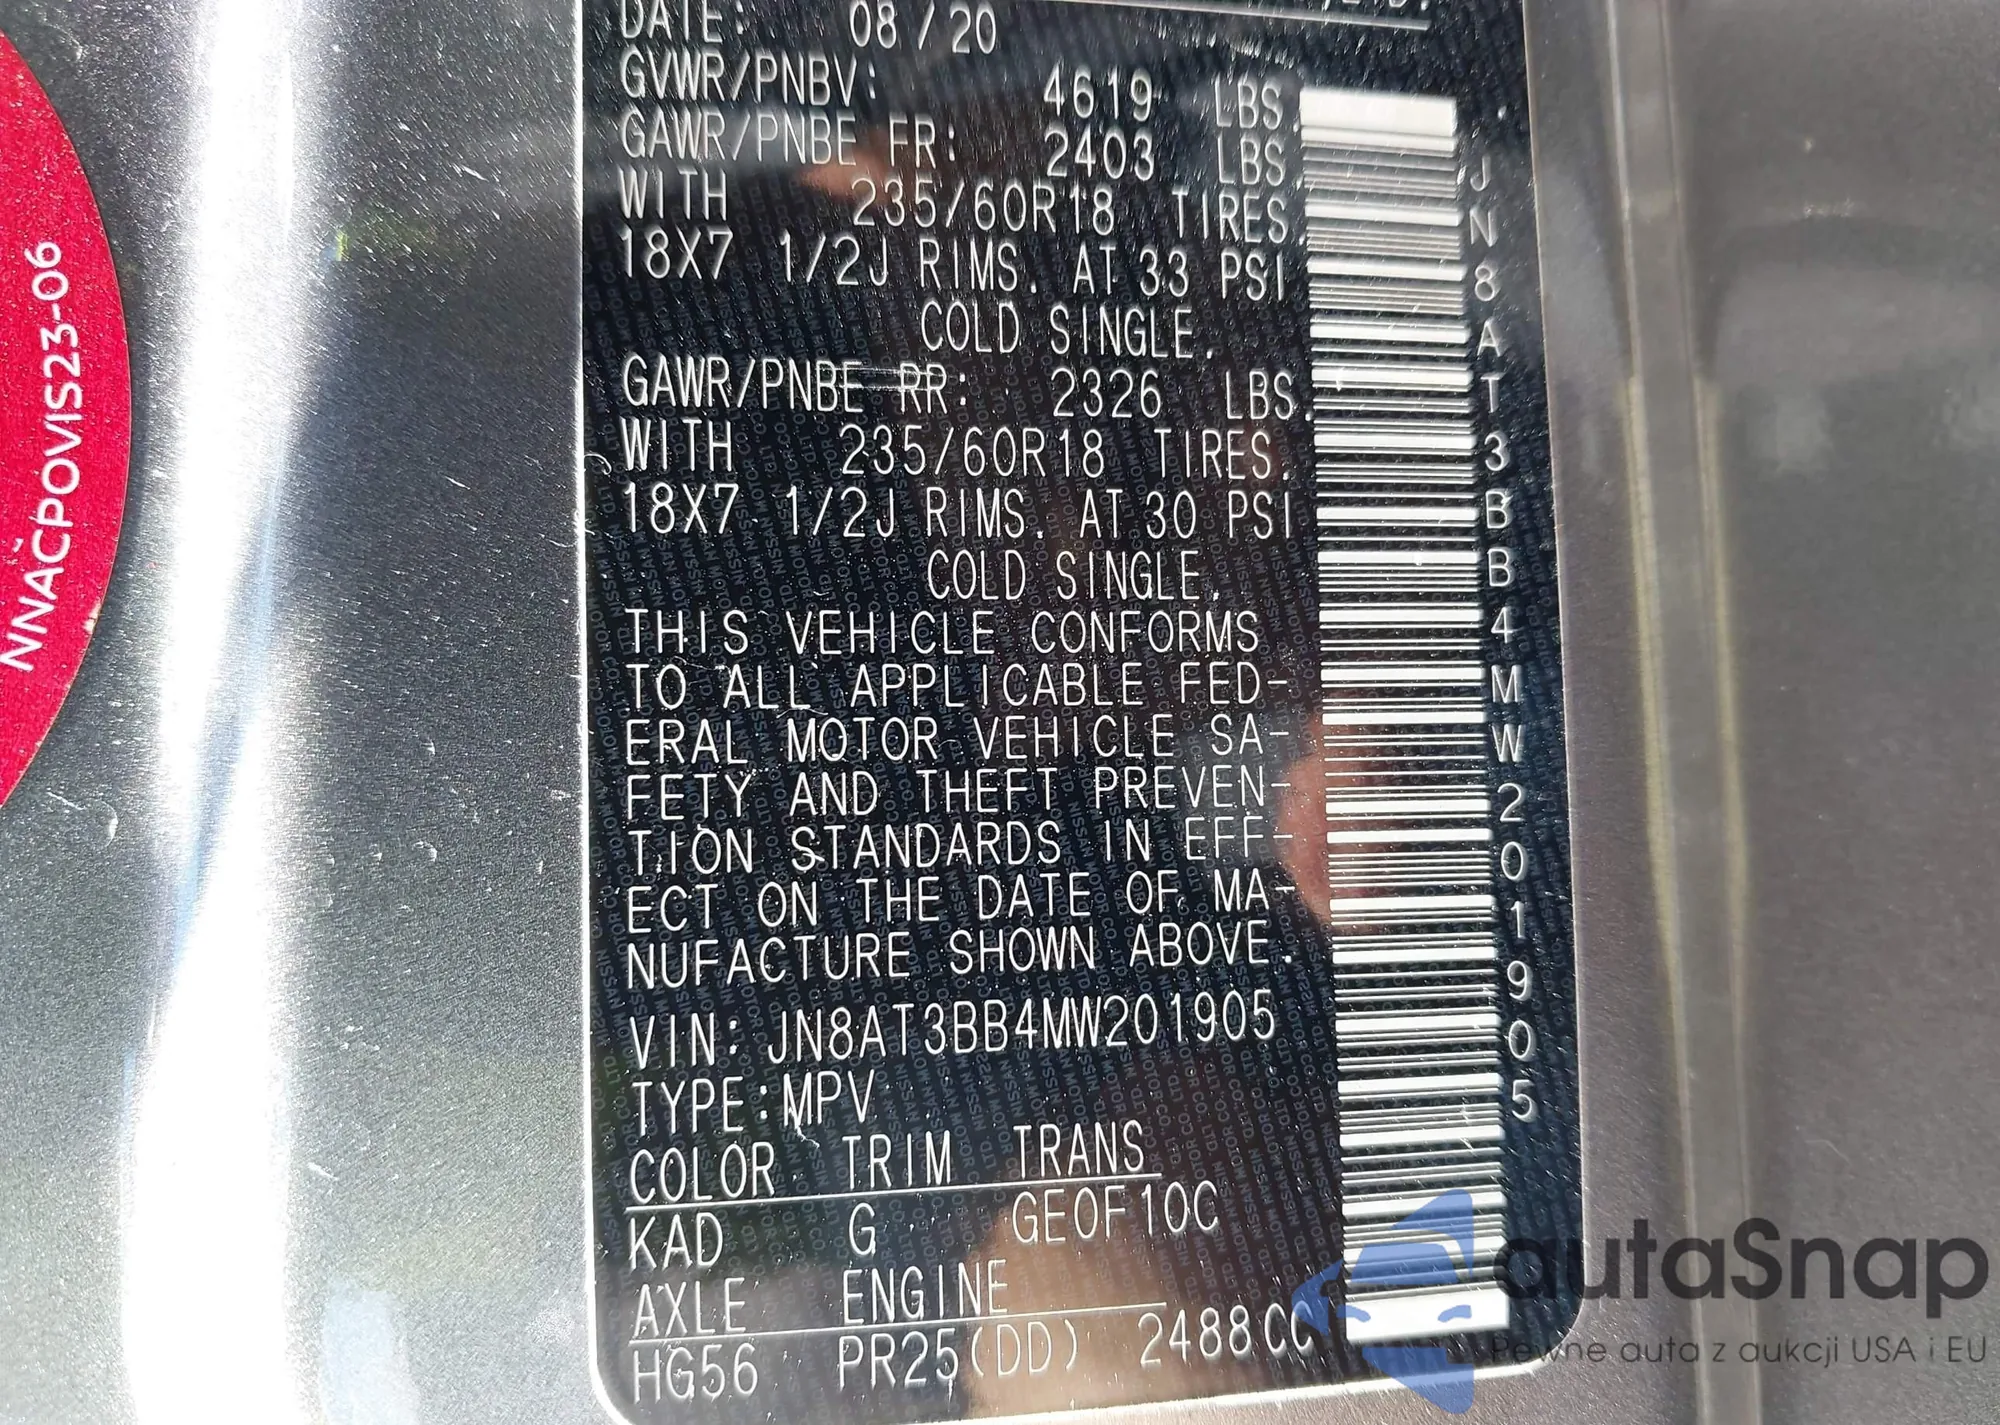 DATE: 08/20
GVWR/PNBV: 4619 LBS
GAWR/PNBE FR: 2403 LBS.
WITH 235/60R18 TIRES.
18X7 1/2J RIMS. AT 33 PSI
COLD SINGLE.
GAWR/PNBE RR: 2326 LBS.
WITH 235/60R18 TIRES.
18X7 1/2J RIMS. AT 30 PSI
COLD SINGLE.
THIS VEHICLE CONFORMS
TO ALL APPLICABLE FED-
ERAL MOTOR VEHICLE SA-
FETY AND THEFT PREVEN-
TION STANDARDS IN EFF-
ECT ON THE DATE OF MA-
NUFACTURE SHOWN ABOVE.
VIN: JN8AT3BB4MW201905
TYPE:MPV
COLOR TRIM TRANS
KAD G GE0F10C
AXLE ENGINE
HG56 PR25(DD) 2488CC
JN8AT3BB4MW201905
NNACPOVIS23-06
autaSnap
Pewne auta z aukcji USA i EU